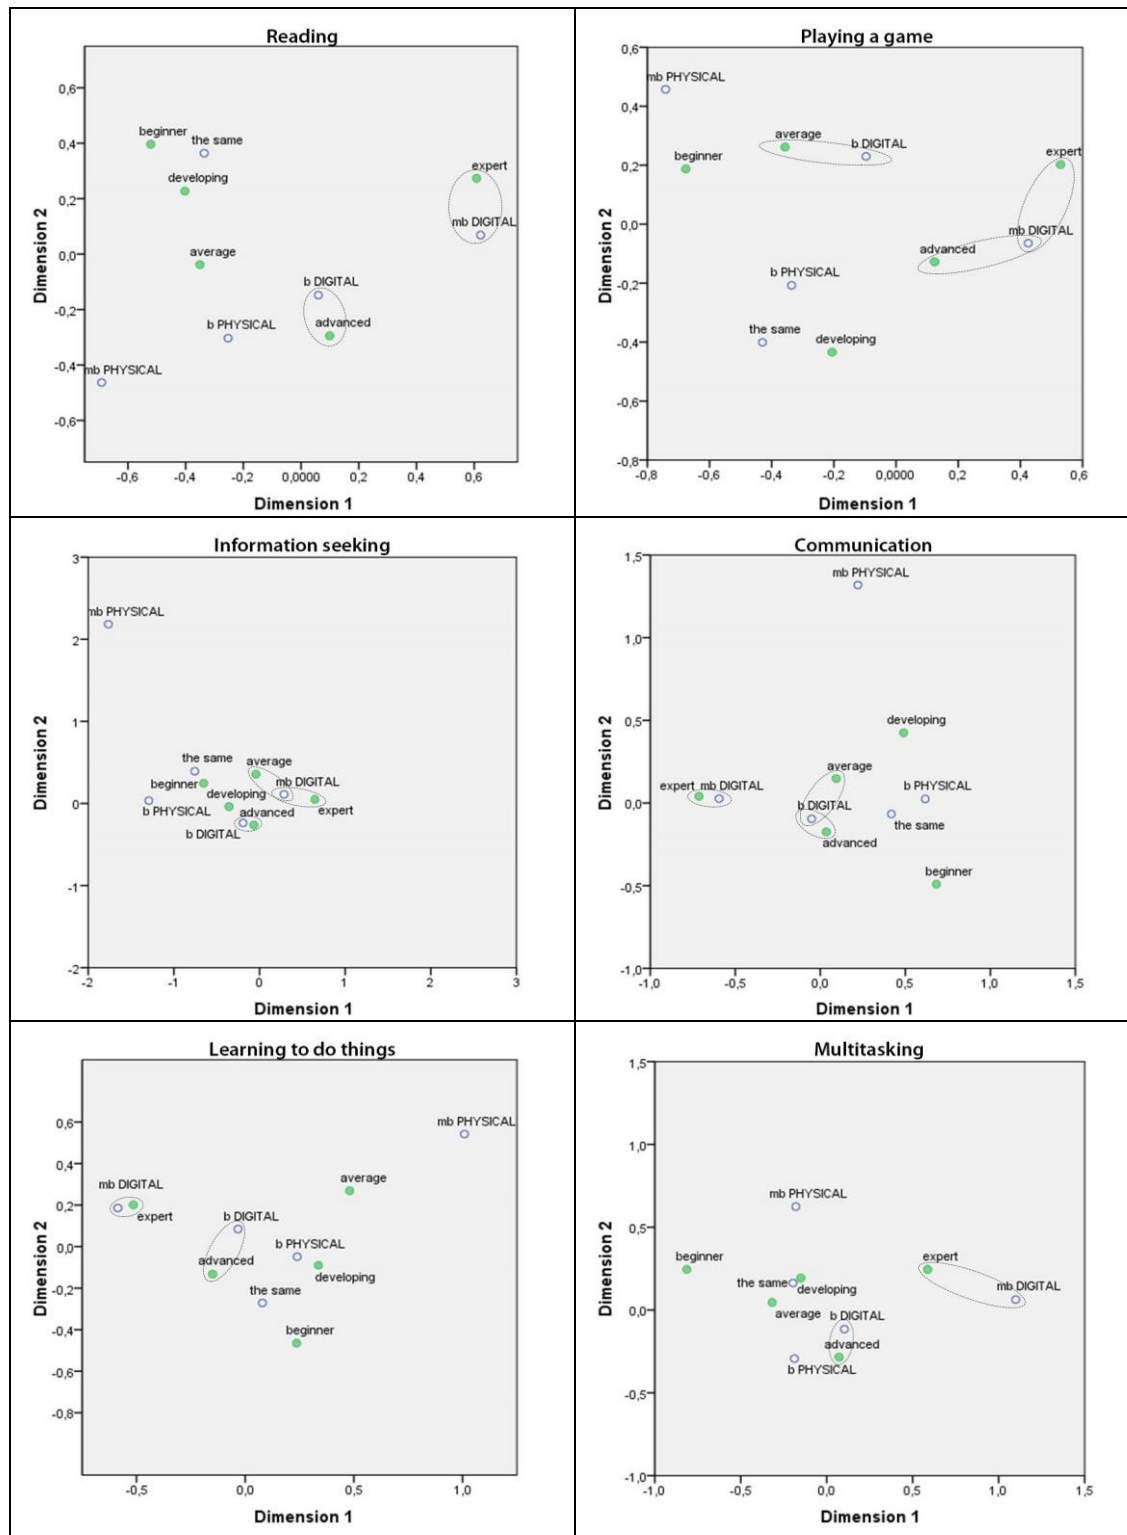 Reading
Dimension 2
0,6
0,4
0,2
0,0
-0,2
-0,4
-0,6
beginner
the same
developing
expert
mb DIGITAL
average
b DIGITAL
b PHYSICAL
advanced
mb PHYSICAL
-0,6 -0,4 -0,2 0,0000 0,2 0,4 0,6
Dimension 1
Playing a game
Dimension 2
0,6
0,4
0,2
0,0
-0,2
-0,4
-0,6
-0,8
mb PHYSICAL
average
b DIGITAL
beginner
expert
mb DIGITAL
advanced
b PHYSICAL
the same
developing
-0,8 -0,6 -0,4 -0,2 0,0000 0,2 0,4 0,6
Dimension 1
Information seeking
Dimension 2
3
2
1
0
-1
-2
mb PHYSICAL
the same
average
beginner
mb DIGITAL
developing
b PHYSICAL
advanced
expert
b DIGITAL
-2 -1 0 1 2 3
Dimension 1
Communication
Dimension 2
1,5
1,0
0,5
0,0
-0,5
-1,0
mb PHYSICAL
developing
average
expert mb DIGITAL
b PHYSICAL
b DIGITAL
the same
advanced
beginner
-1,0 -0,5 0,0 0,5 1,0 1,5
Dimension 1
Learning to do things
Dimension 2
0,6
0,4
0,2
0,0
-0,2
-0,4
-0,6
-0,8
mb PHYSICAL
average
mb DIGITAL
expert
b DIGITAL
b PHYSICAL
advanced
developing
the same
beginner
-0,5 0,0 0,5 1,0
Dimension 1
Multitasking
Dimension 2
1,5
1,0
0,5
0,0
-0,5
-1,0
mb PHYSICAL
beginner
expert
the same
developing
mb DIGITAL
average
b DIGITAL
advanced
b PHYSICAL
-1,0 -0,5 0,0 0,5 1,0 1,5
Dimension 1